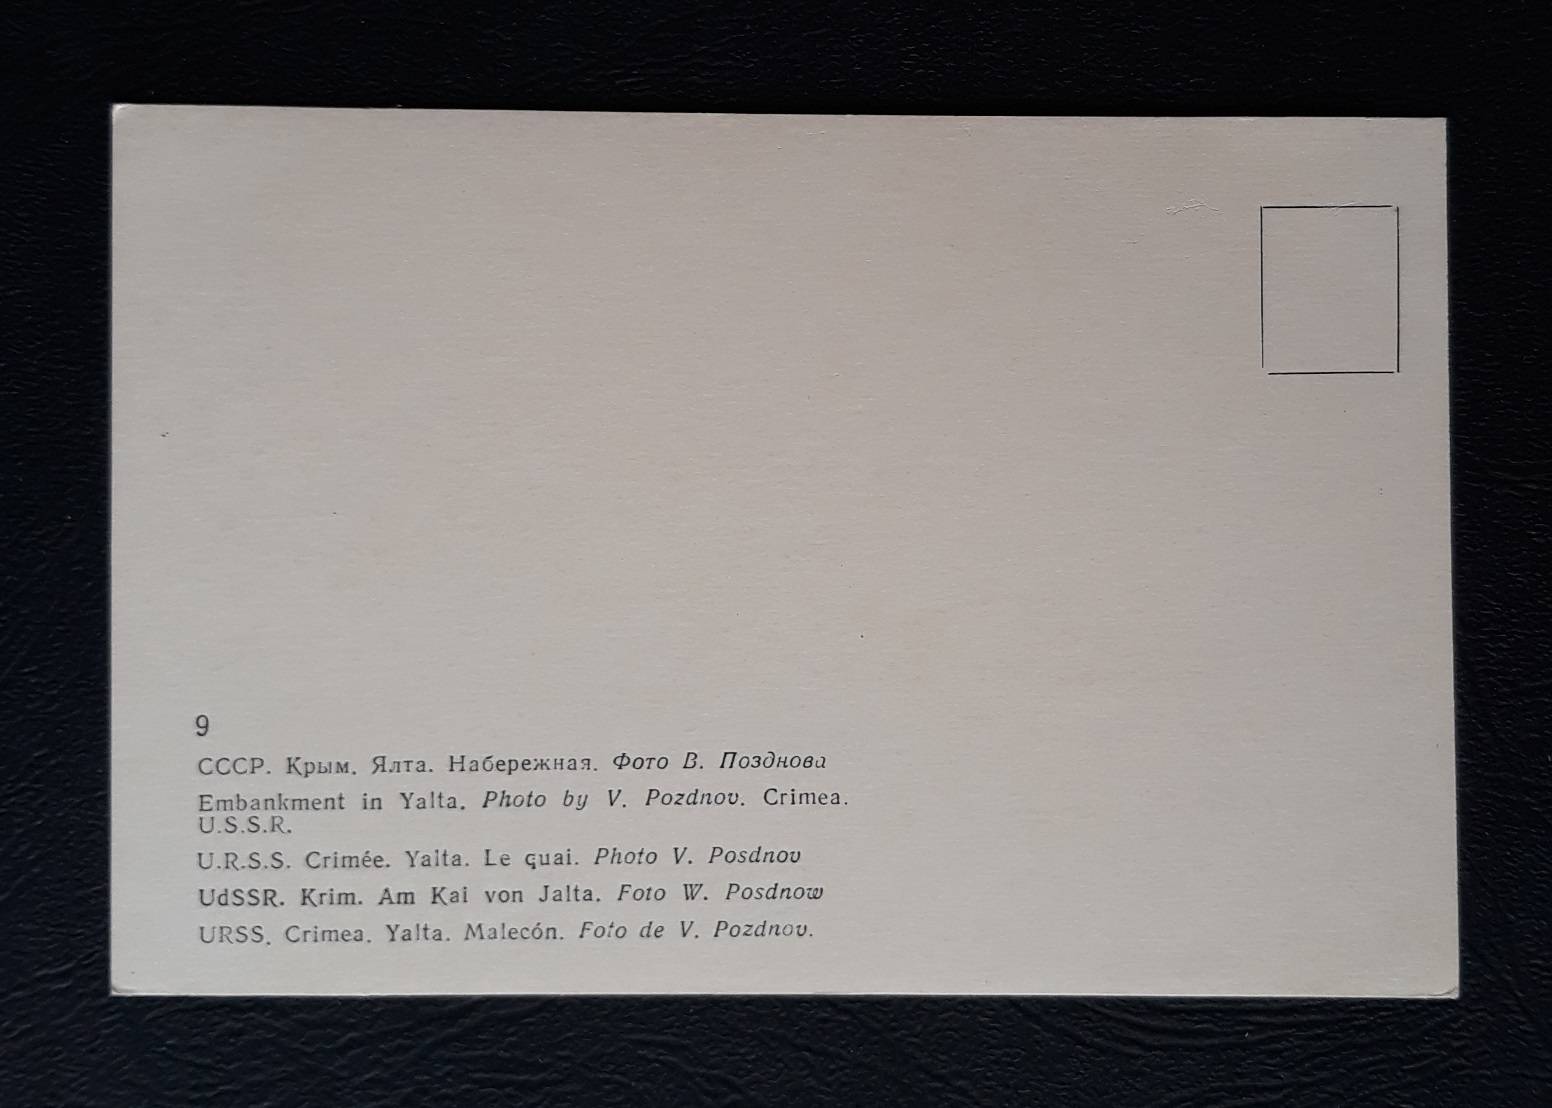 9
СССР. Крым. Ялта. Набережная. Фото В. Позднова
Embankment in Yalta. Photo by V. Pozdnov. Crimea.
U.S.S.R.
U.R.S.S. Crimée. Yalta. Le quai. Photo V. Posdnov
UdSSR. Krim. Am Kai von Jalta. Foto W. Posdnow
URSS. Crimea. Yalta. Malecón. Foto de V. Pozdnov.